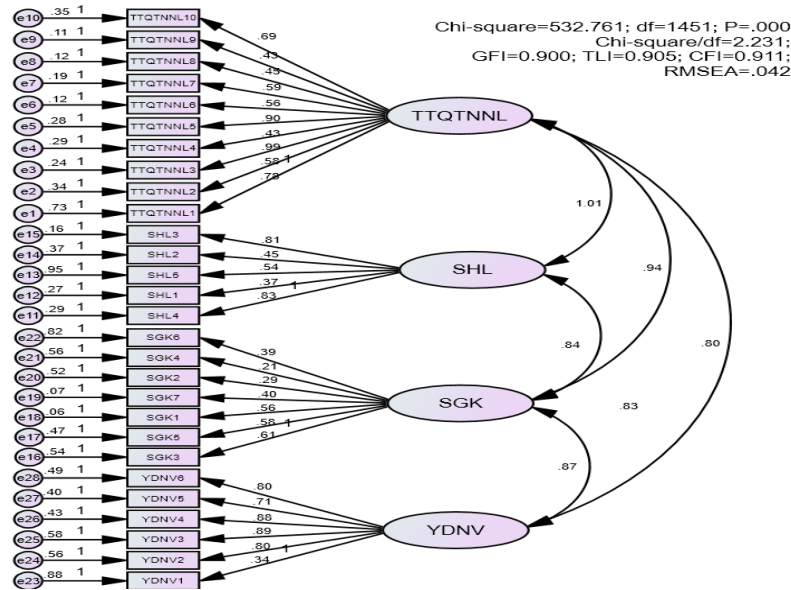 Chi-square=532.761; df=1451; P=.000
Chi-square/df=2.231;
GFI=0.900; TLI=0.905; CFI=0.911;
RMSEA=.042
e10 .35 1 TTQTNNL10 .69
e9 .11 1 TTQTNNL9 .43
e8 .12 1 TTQTNNL8 .45
e7 .19 1 TTQTNNL7 .59
e6 .12 1 TTQTNNL6 .56
e5 .28 1 TTQTNNL5 .90
e4 .29 1 TTQTNNL4 .43
e3 .24 1 TTQTNNL3 .99
e2 .34 1 TTQTNNL2 .58 1
e1 .73 1 TTQTNNL1 .78
TTQTNNL
e15 .16 1 SHL3 .81
e14 .37 1 SHL2 .45
e13 .95 1 SHL5 .54
e12 .27 1 SHL1 .37 1
e11 .29 1 SHL4 .83
SHL
e22 .82 1 SGK6 .39
e21 .56 1 SGK4 .21
e20 .52 1 SGK2 .29
e19 .07 1 SGK7 .40
e18 .06 1 SGK1 .56
e17 .47 1 SGK5 .58 1
e16 .54 1 SGK3 .61
SGK
e28 .49 1 YDNV6 .80
e27 .40 1 YDNV5 .71
e26 .43 1 YDNV4 .88
e25 .58 1 YDNV3 .89
e24 .56 1 YDNV2 .80 1
e23 .88 1 YDNV1 .34
YDNV
1.01
.94
.84
.80
.83
.87